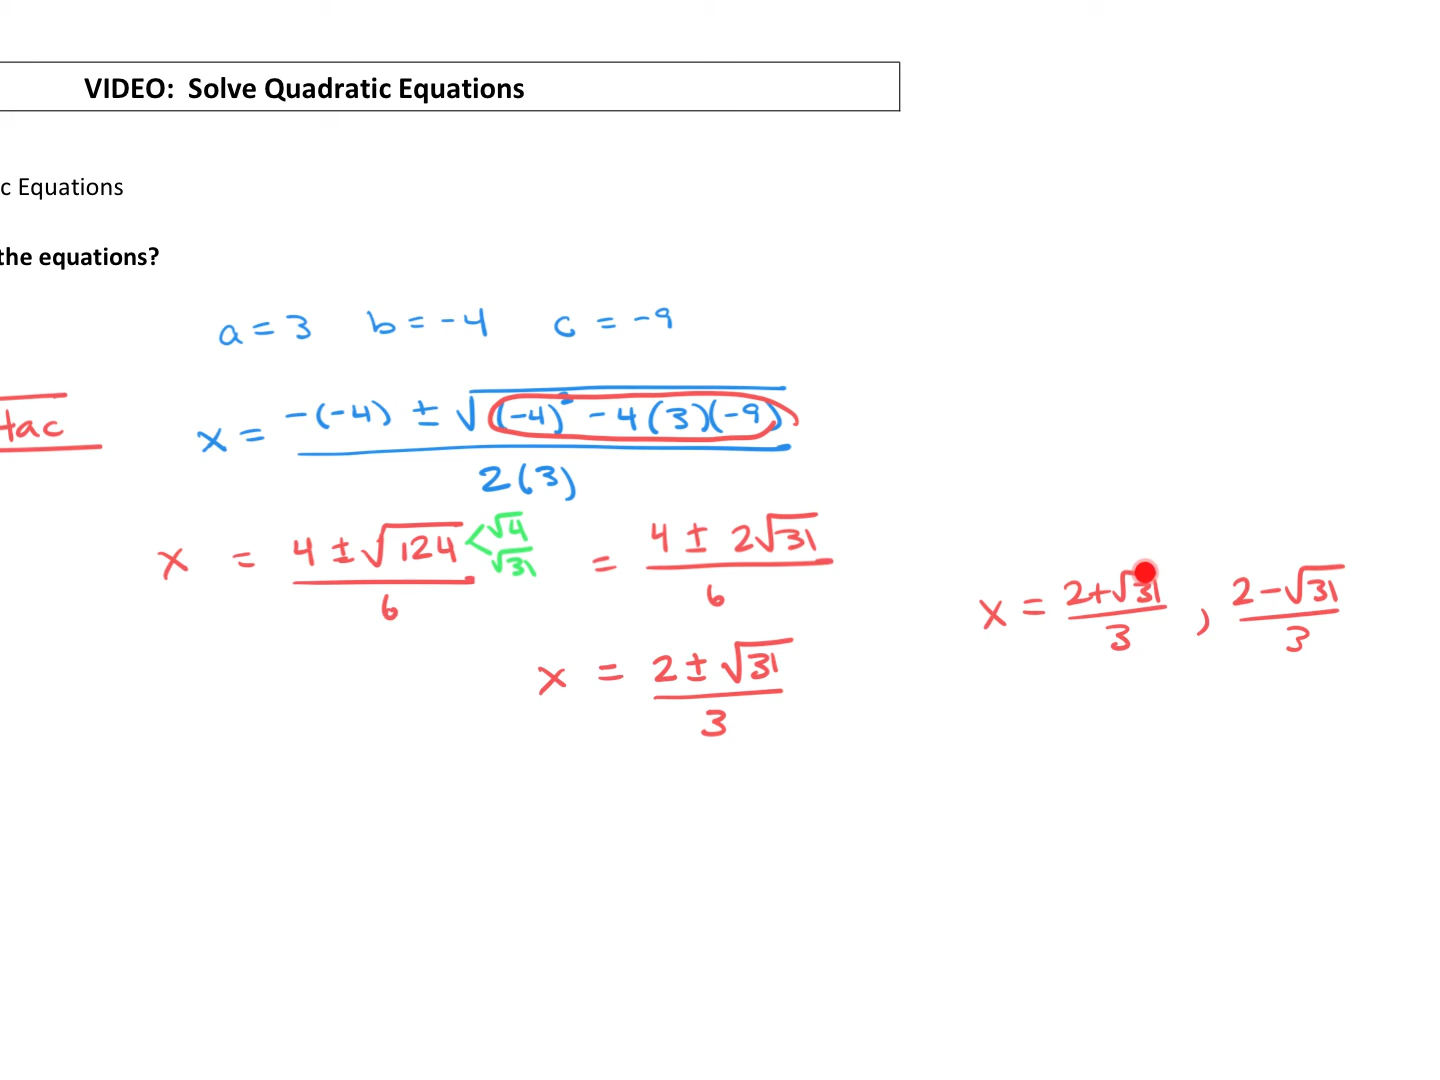 VIDEO: Solve Quadratic Equations
c Equations
the equations?
a = 3 b = -4 c = -9
4ac
x = -(-4) ± √(-4)² - 4(3)(-9) / 2(3)
x = 4 ± √124 / 6 < √4 √31 = 4 ± 2√31 / 6
x = 2+√31 / 3 , 2-√31 / 3
x = 2 ± √31 / 3